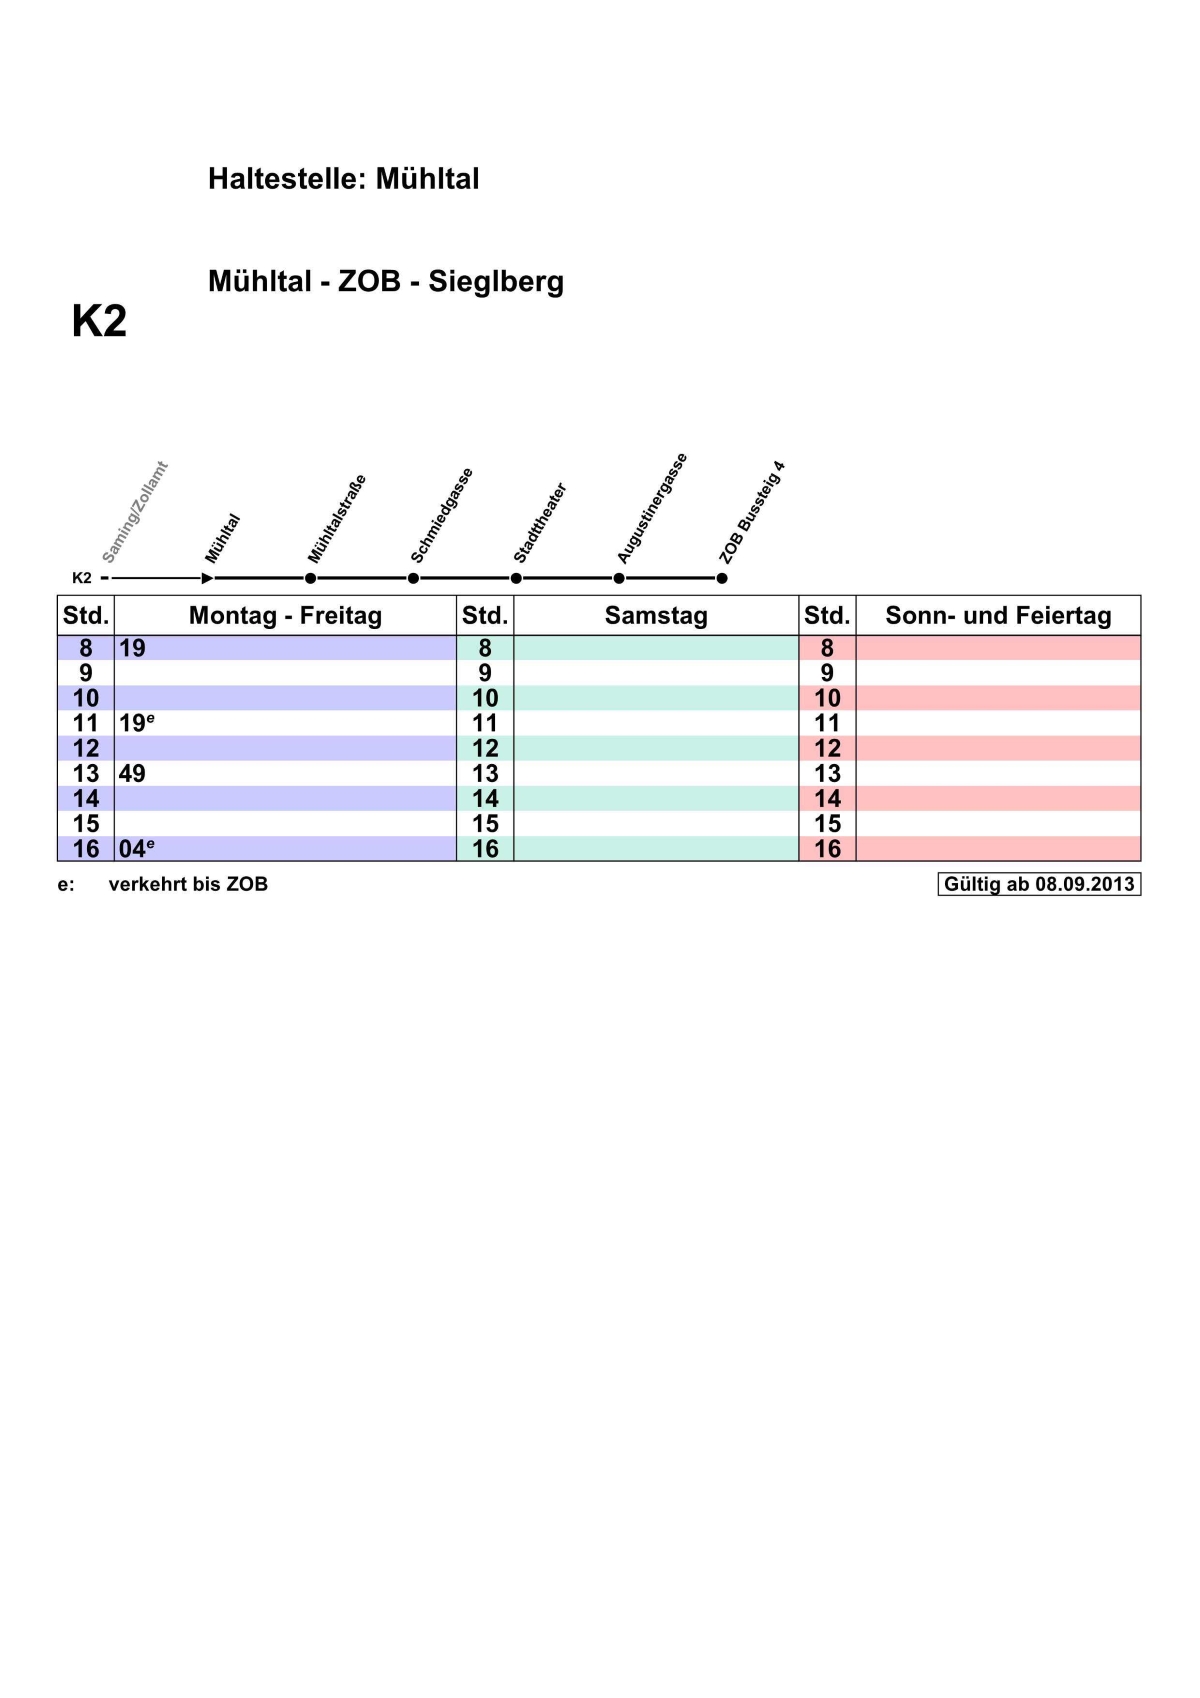 Haltestelle: Mühltal
Mühltal - ZOB - Sieglberg
K2
Saming/Zollamt
Mühltal
Mühltalstraße
Schmiedgasse
Stadttheater
Augustinergasse
ZOB Bussteig 4
K2
Std. Montag - Freitag Std. Samstag Std. Sonn- und Feiertag
8 19 8 8
9 9 9
10 10 10
11 19e 11 11
12 12 12
13 49 13 13
14 14 14
15 15 15
16 04e 16 16
e: verkehrt bis ZOB Gültig ab 08.09.2013